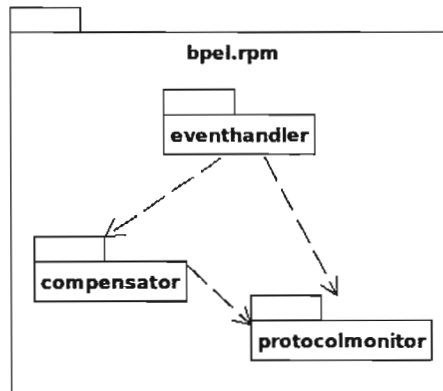 bpel.rpm
eventhandler
compensator
protocolmonitor